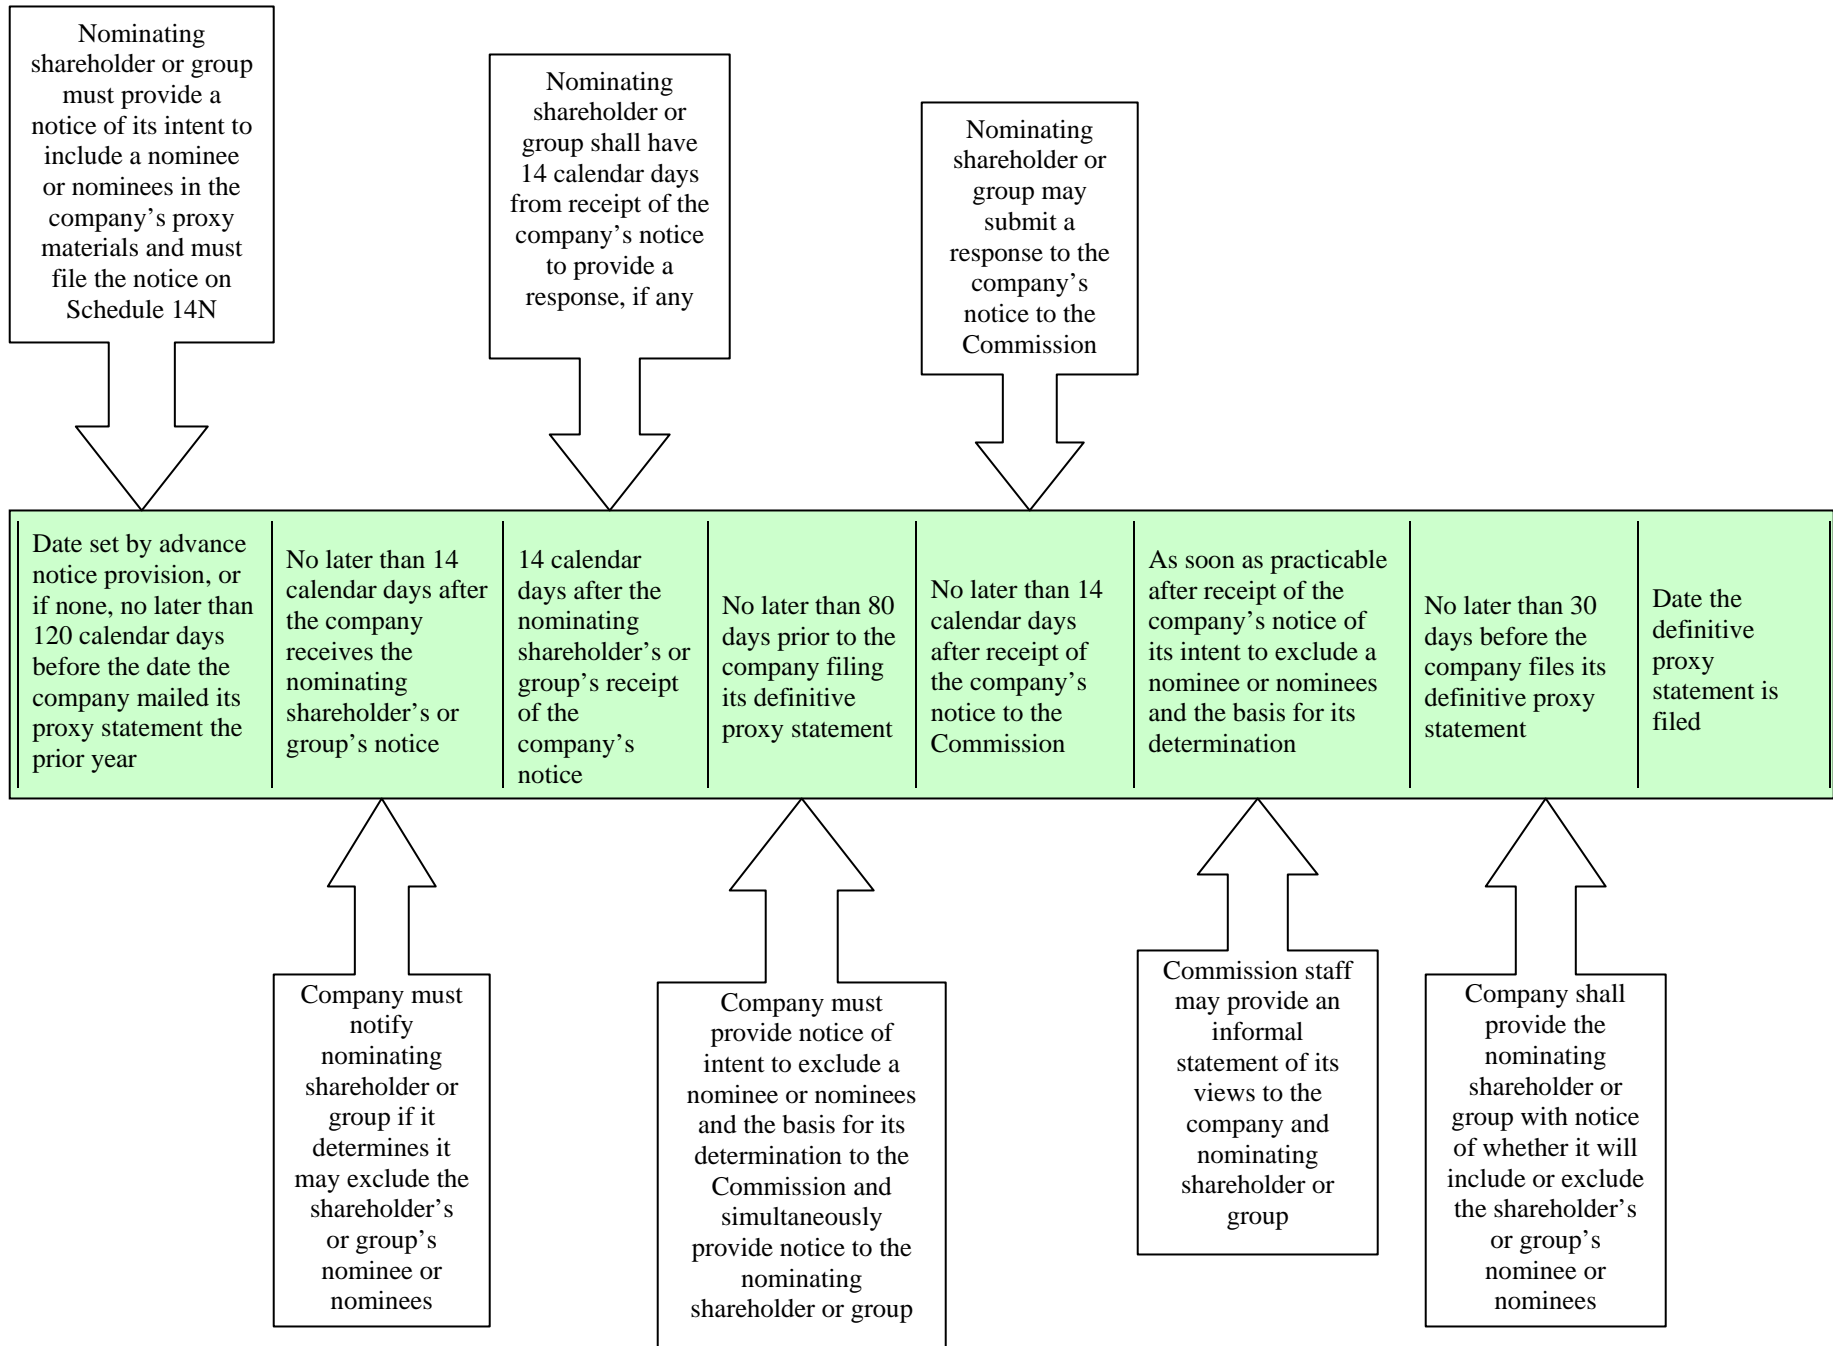 Nominating
shareholder or group
must provide a
notice of its intent to
include a nominee
or nominees in the
company’s proxy
materials and must
file the notice on
Schedule 14N
Nominating
shareholder or
group shall have
14 calendar days
from receipt of the
company’s notice
to provide a
response, if any
Nominating
shareholder or
group may
submit a
response to the
company’s
notice to the
Commission
Date set by advance
notice provision, or
if none, no later than
120 calendar days
before the date the
company mailed its
proxy statement the
prior year
No later than 14
calendar days after
the company
receives the
nominating
shareholder’s or
group’s notice
14 calendar
days after the
nominating
shareholder’s or
group’s receipt
of the
company’s
notice
No later than 80
days prior to the
company filing
its definitive
proxy statement
No later than 14
calendar days
after receipt of
the company’s
notice to the
Commission
As soon as practicable
after receipt of the
company’s notice of
its intent to exclude a
nominee or nominees
and the basis for its
determination
No later than 30
days before the
company files its
definitive proxy
statement
Date the
definitive
proxy
statement is
filed
Company must
notify
nominating
shareholder or
group if it
determines it
may exclude the
shareholder’s
or group’s
nominee or
nominees
Company must
provide notice of
intent to exclude a
nominee or nominees
and the basis for its
determination to the
Commission and
simultaneously
provide notice to the
nominating
shareholder or group
Commission staff
may provide an
informal
statement of its
views to the
company and
nominating
shareholder or
group
Company shall
provide the
nominating
shareholder or
group with notice
of whether it will
include or exclude
the shareholder’s
or group’s
nominee or
nominees